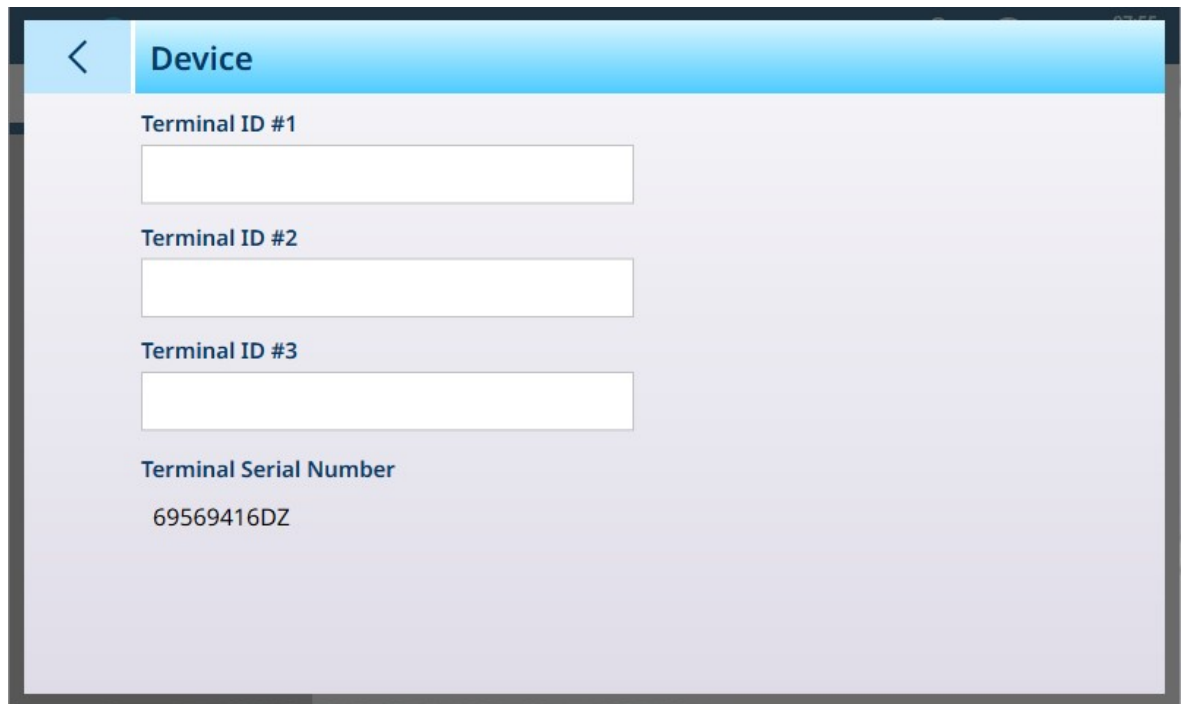 Device
Terminal ID #1
Terminal ID #2
Terminal ID #3
Terminal Serial Number
69569416DZ